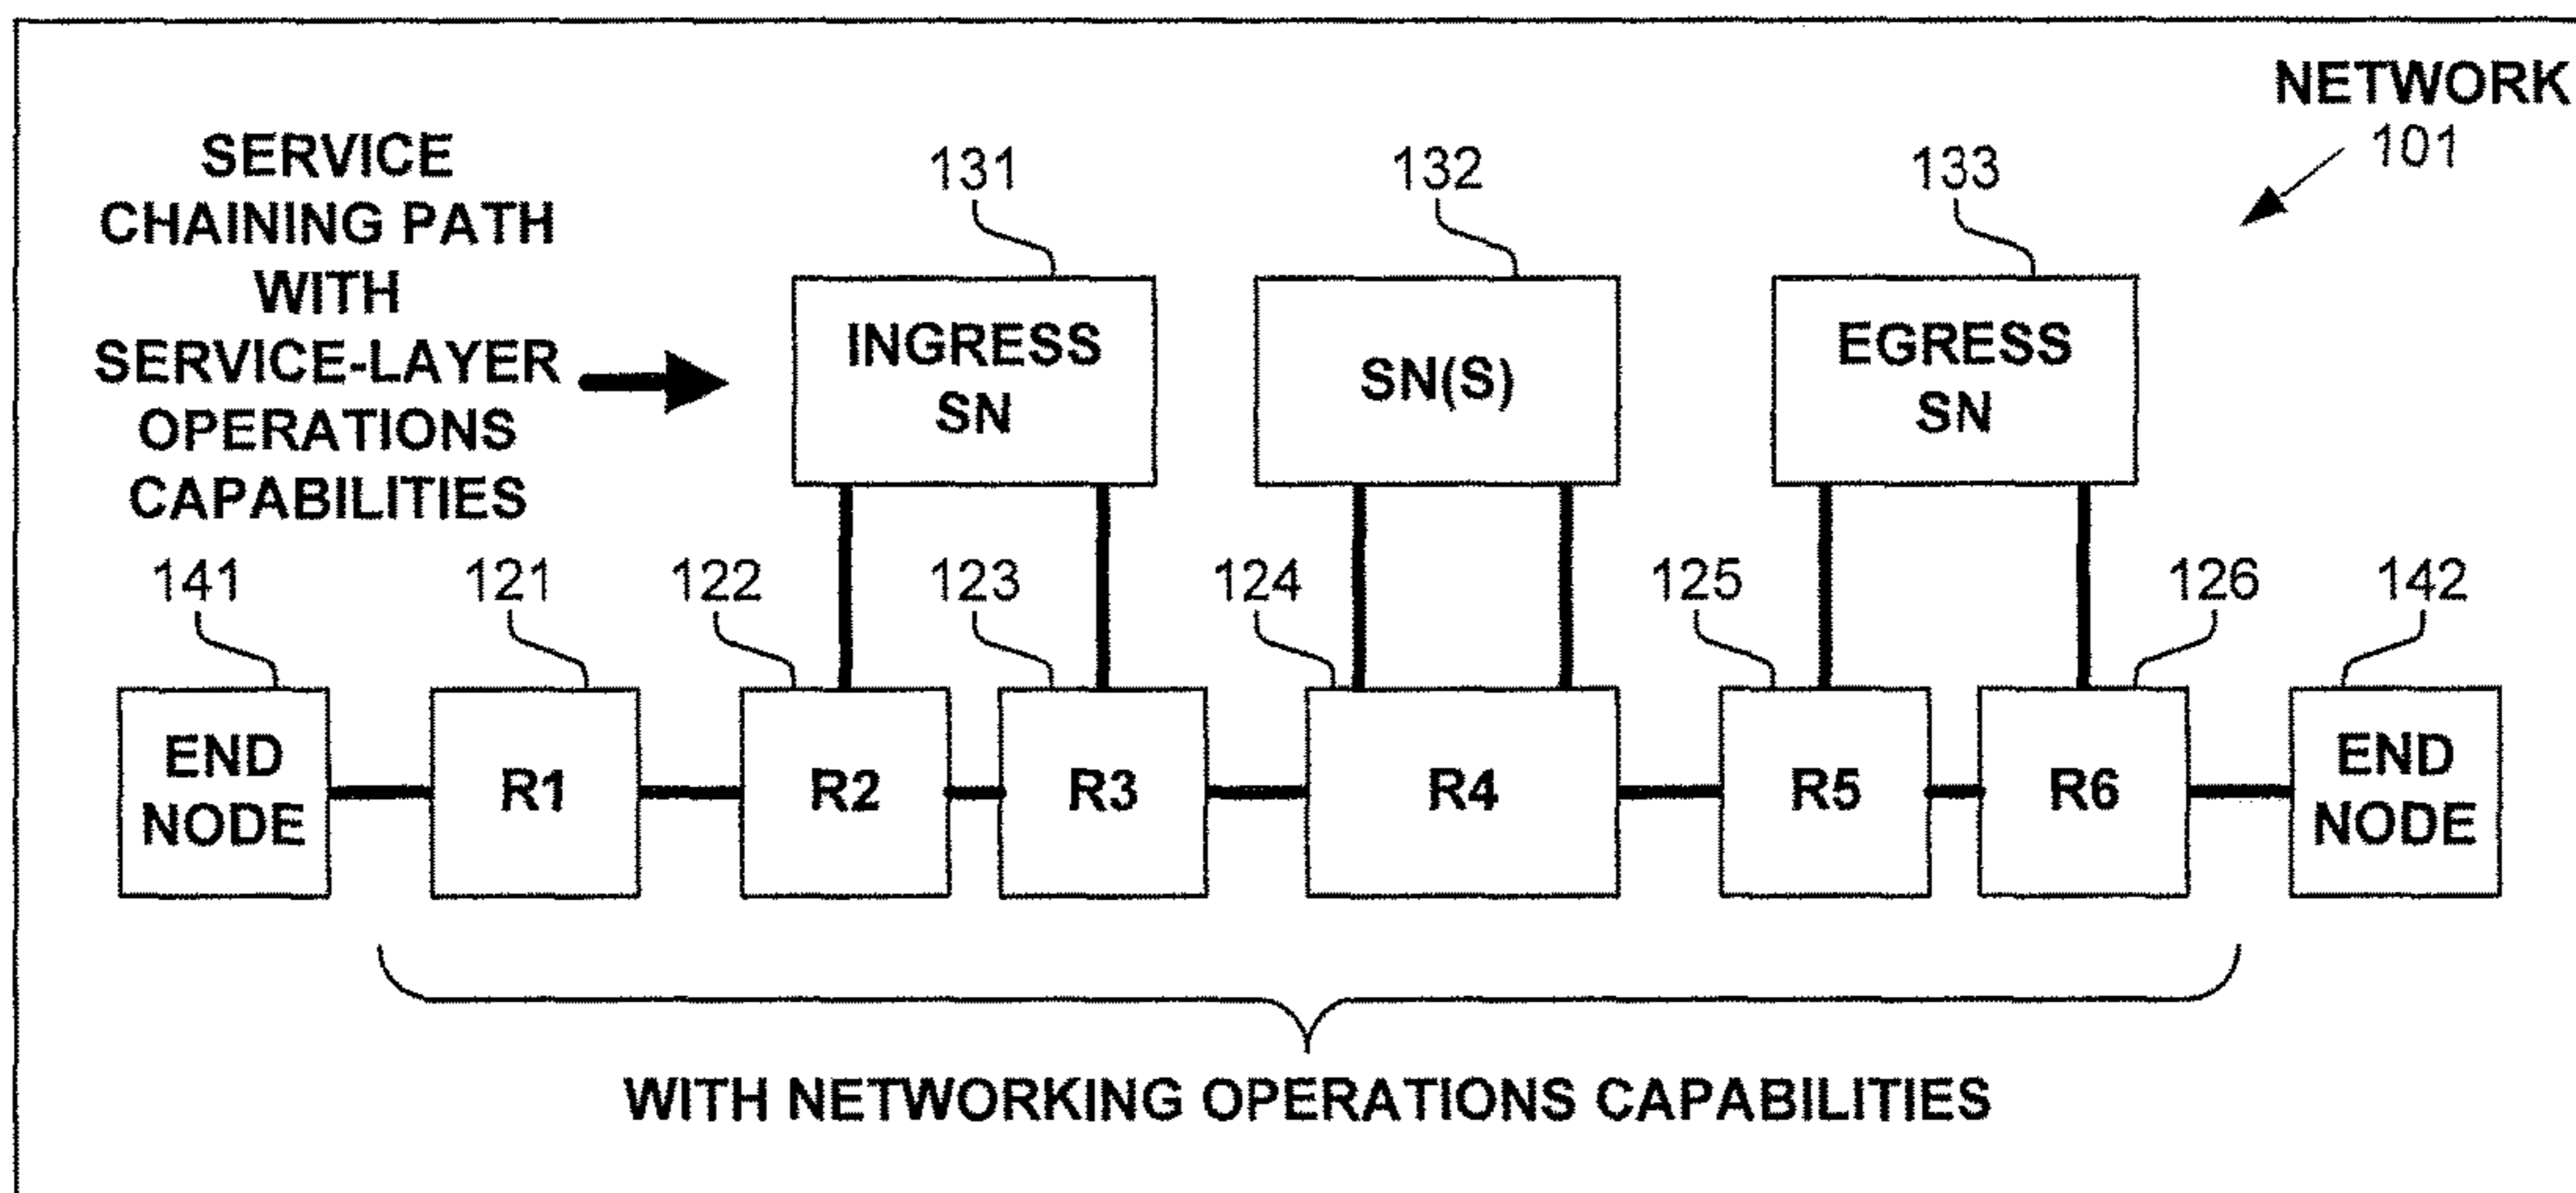 NETWORK
101
SERVICE
CHAINING PATH
WITH
SERVICE-LAYER
OPERATIONS
CAPABILITIES
131
132
133
INGRESS
SN
SN(S)
EGRESS
SN
141
121
122
123
124
125
126
142
END
NODE
R1
R2
R3
R4
R5
R6
END
NODE
WITH NETWORKING OPERATIONS CAPABILITIES